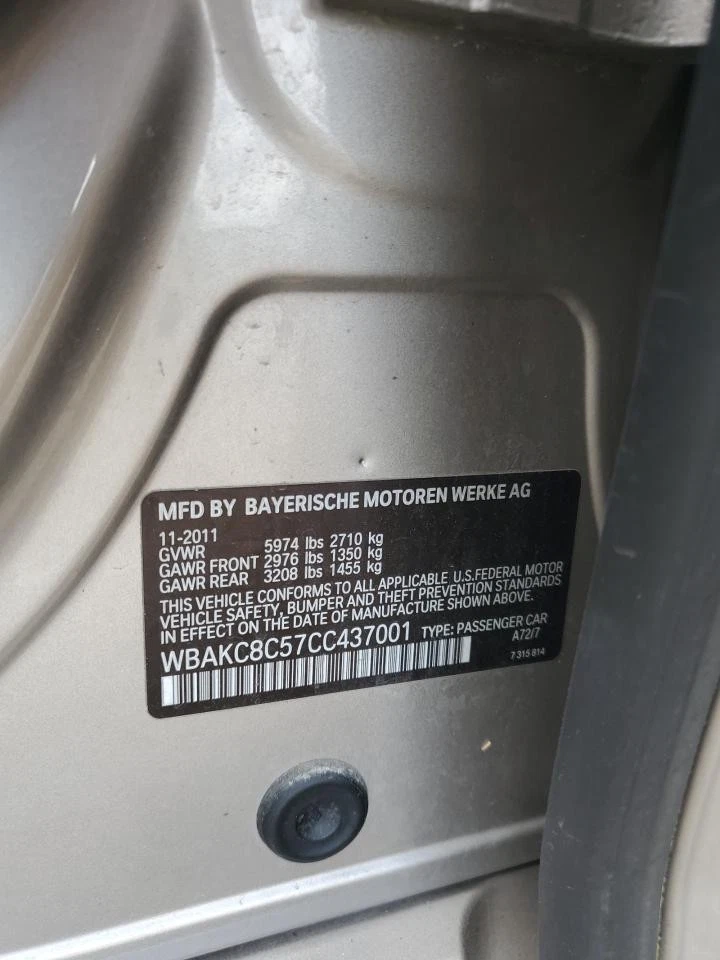 MFD BY BAYERISCHE MOTOREN WERKE AG
11-2011
GVWR 5974 lbs 2710 kg
GAWR FRONT 2976 lbs 1350 kg
GAWR REAR 3208 lbs 1455 kg
THIS VEHICLE CONFORMS TO ALL APPLICABLE U.S.FEDERAL MOTOR
VEHICLE SAFETY, BUMPER AND THEFT PREVENTION STANDARDS
IN EFFECT ON THE DATE OF MANUFACTURE SHOWN ABOVE.
WBAKC8C57CC437001 TYPE: PASSENGER CAR
A72/7
7 315 814